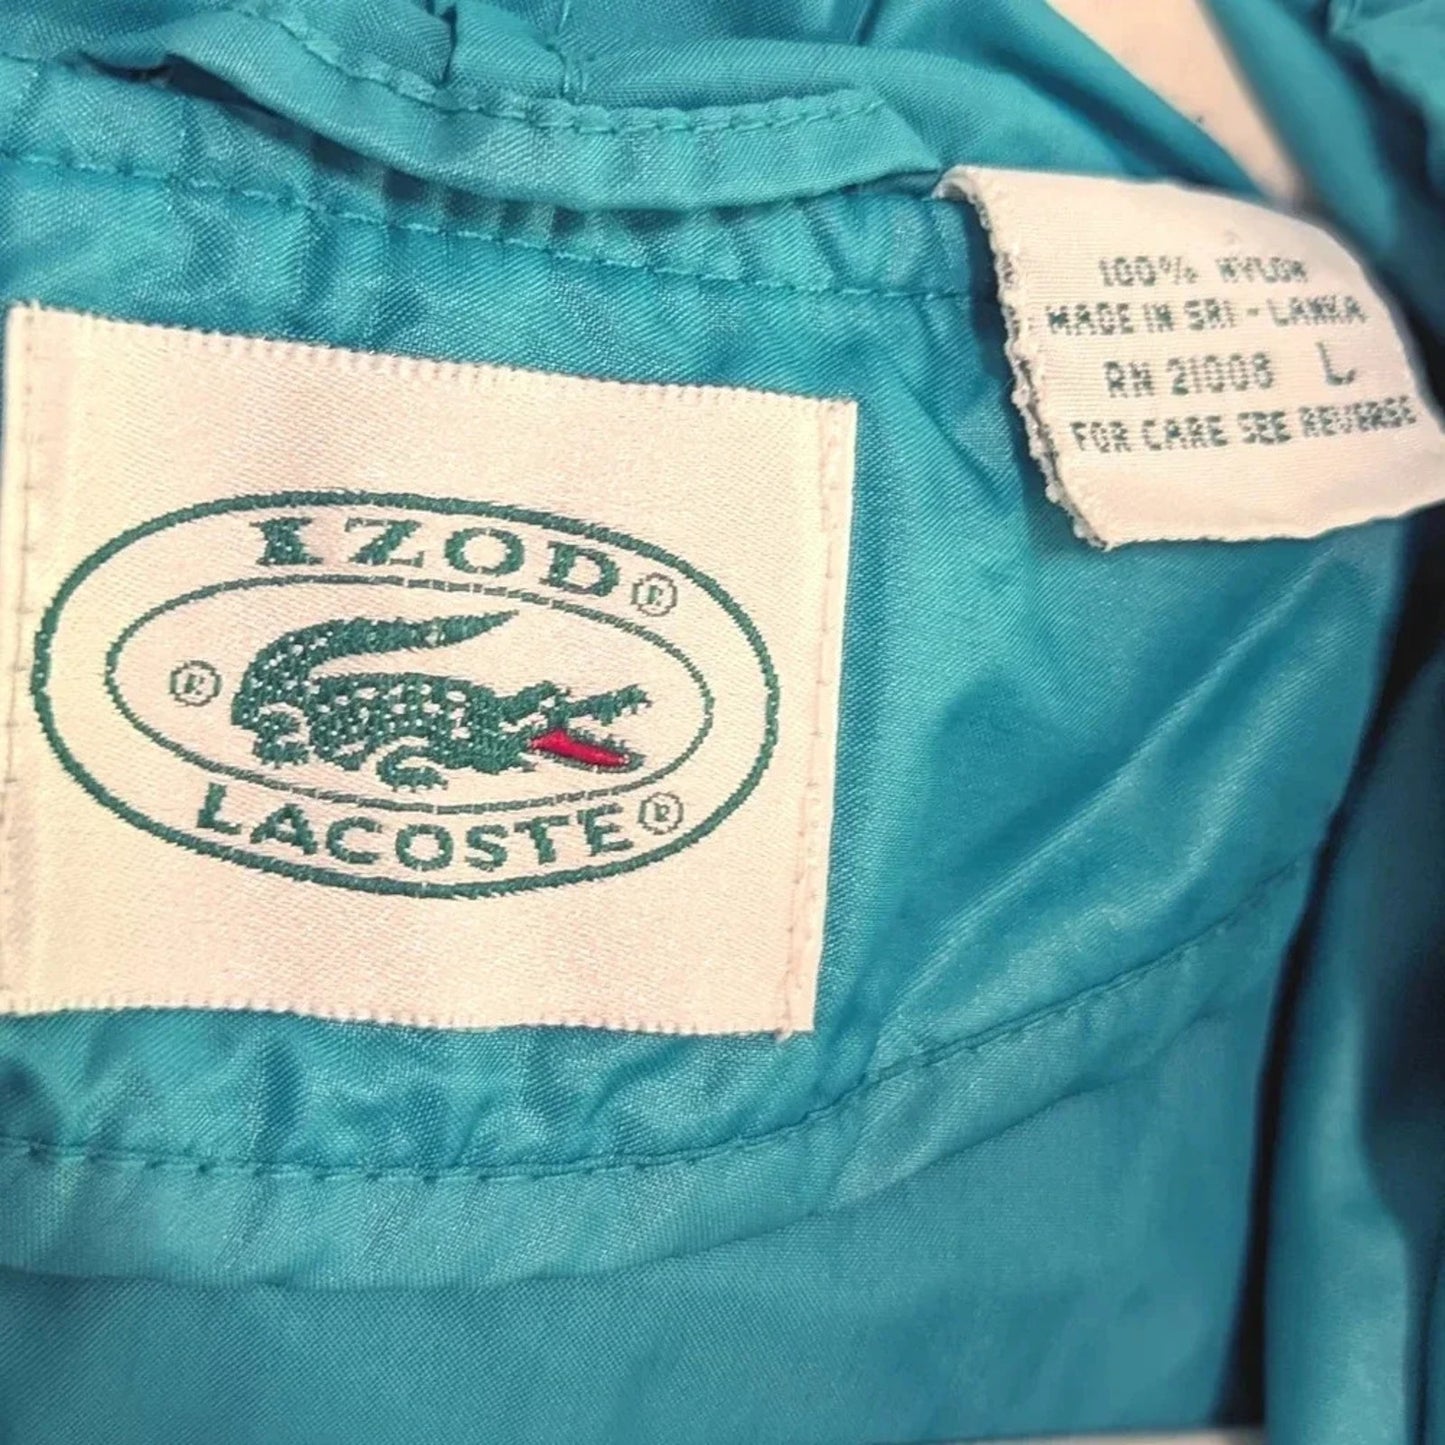 IZOD®
®
LACOSTE®
100% NYLON
MADE IN SRI - LANKA
RN 21008 L
FOR CARE SEE REVERSE